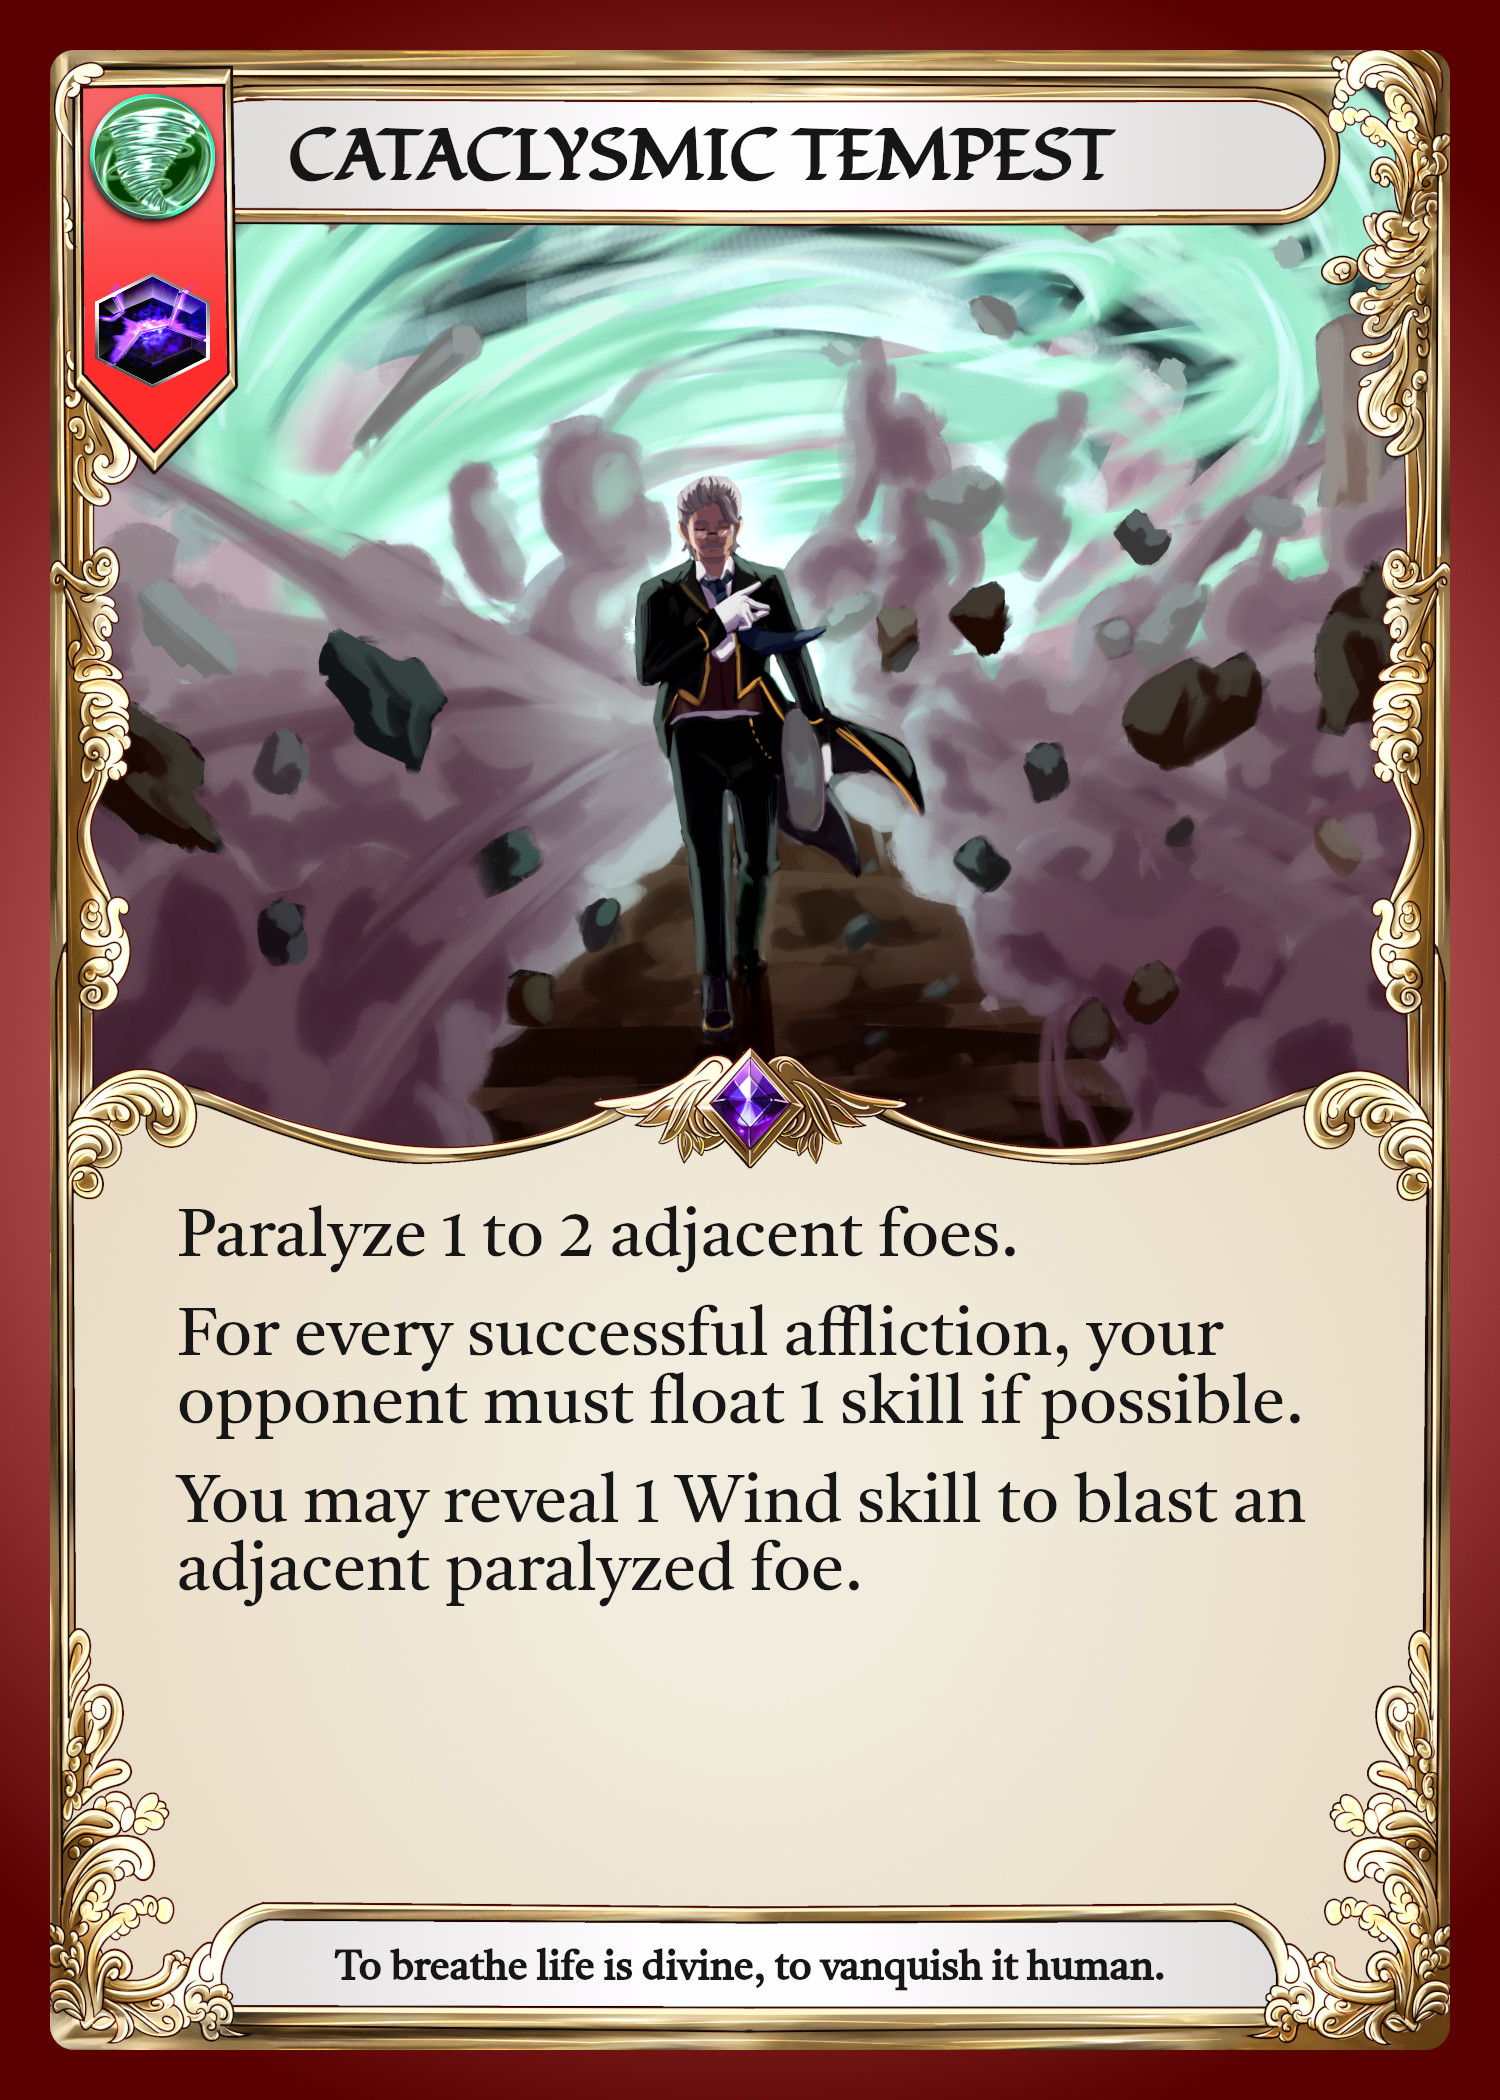 CATACLYSMIC TEMPEST
Paralyze 1 to 2 adjacent foes.
For every successful affliction, your
opponent must float 1 skill if possible.
You may reveal 1 Wind skill to blast an
adjacent paralyzed foe.
To breathe life is divine, to vanquish it human.